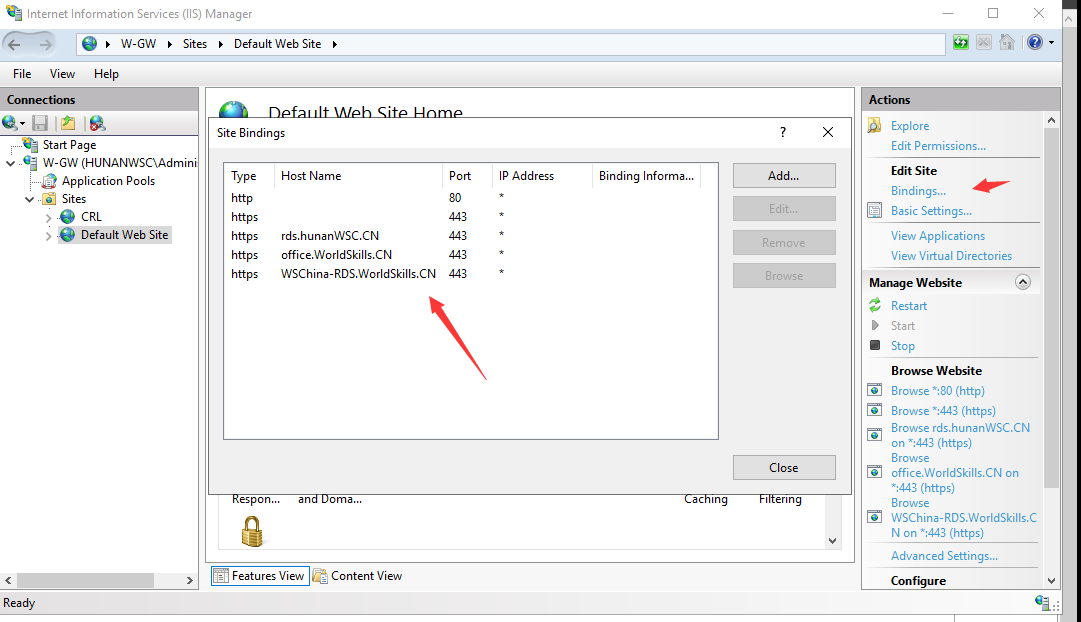 Internet Information Services (IIS) Manager
W-GW Sites Default Web Site
File View Help
Connections
Start Page
W-GW (HUNANWSC\Adminis
Application Pools
Sites
CRL
Default Web Site
Default Web Site Home
Site Bindings
?
Type Host Name Port IP Address Binding Informa...
http 80 *
https 443 *
https rds.hunanWSC.CN 443 *
https office.WorldSkills.CN 443 *
https WSChina-RDS.WorldSkills.CN 443 *
Add...
Edit...
Remove
Browse
Close
Respon... and Doma... Caching Filtering
Features View Content View
Actions
Explore
Edit Permissions...
Edit Site
Bindings...
Basic Settings...
View Applications
View Virtual Directories
Manage Website
Restart
Start
Stop
Browse Website
Browse *:80 (http)
Browse *:443 (https)
Browse rds.hunanWSC.CN
on *:443 (https)
Browse
office.WorldSkills.CN on
*:443 (https)
Browse
WSChina-RDS.WorldSkills.C
N on *:443 (https)
Advanced Settings...
Configure
Ready